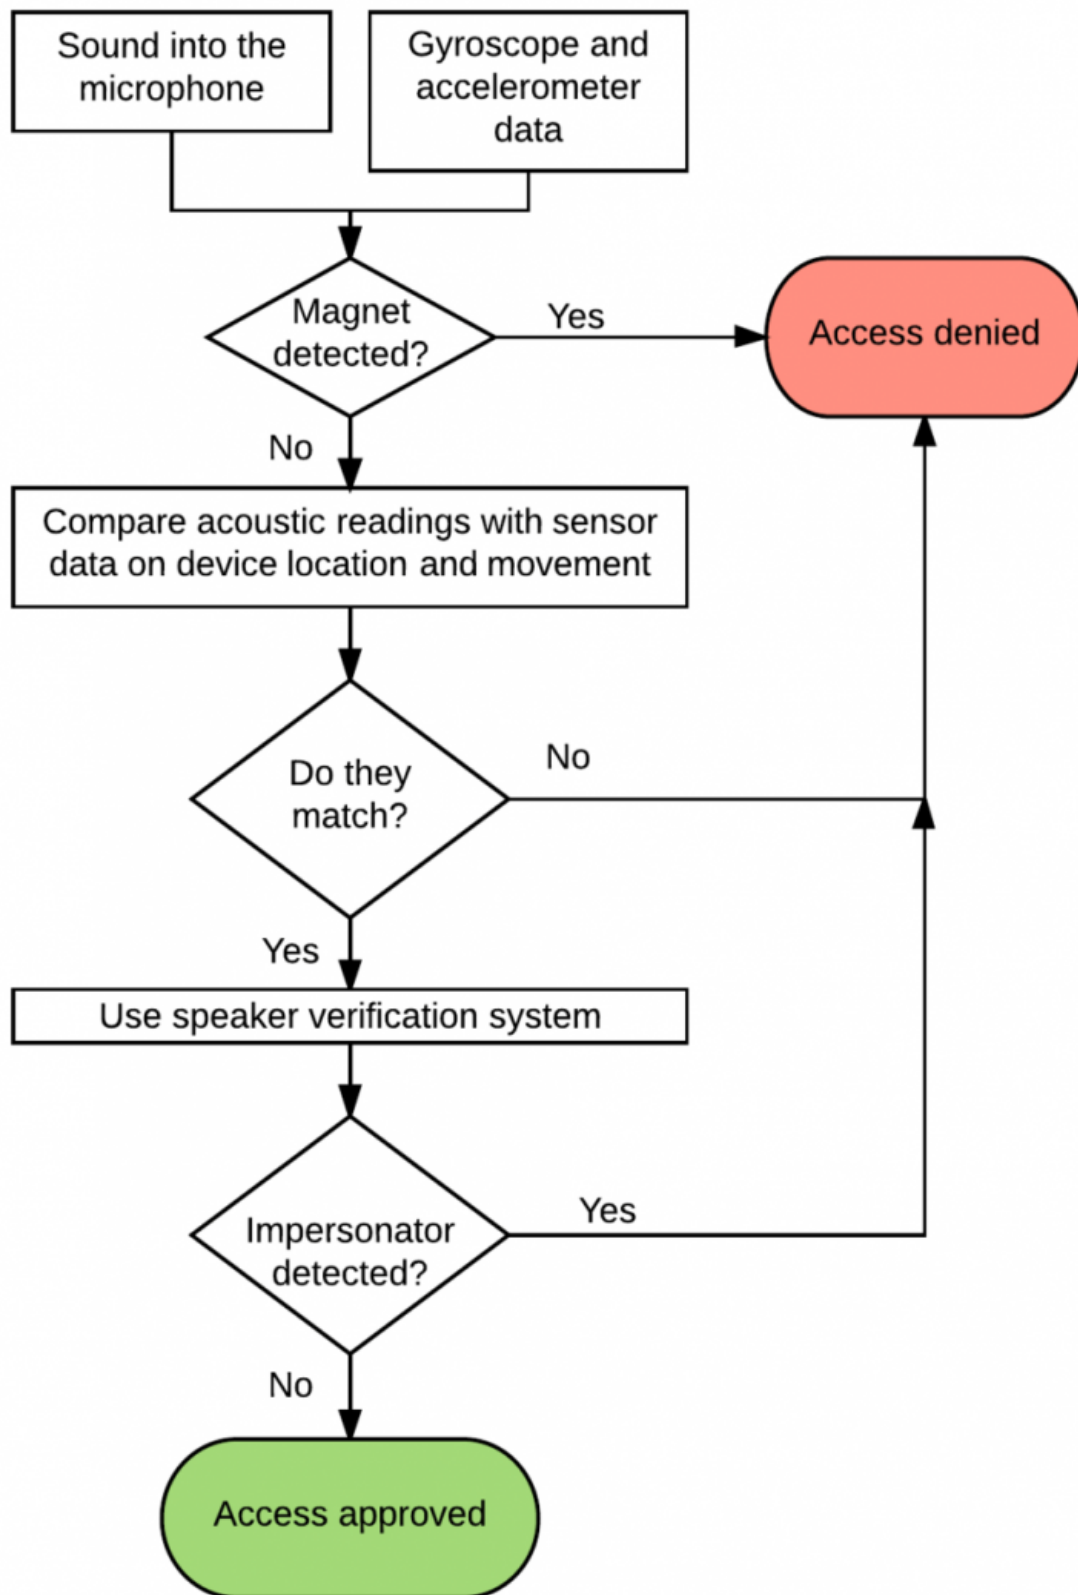 Sound into the
microphone
Gyroscope and
accelerometer
data
Magnet
detected?
Yes
Access denied
No
Compare acoustic readings with sensor
data on device location and movement
Do they
match?
No
Yes
Use speaker verification system
Impersonator
detected?
Yes
No
Access approved